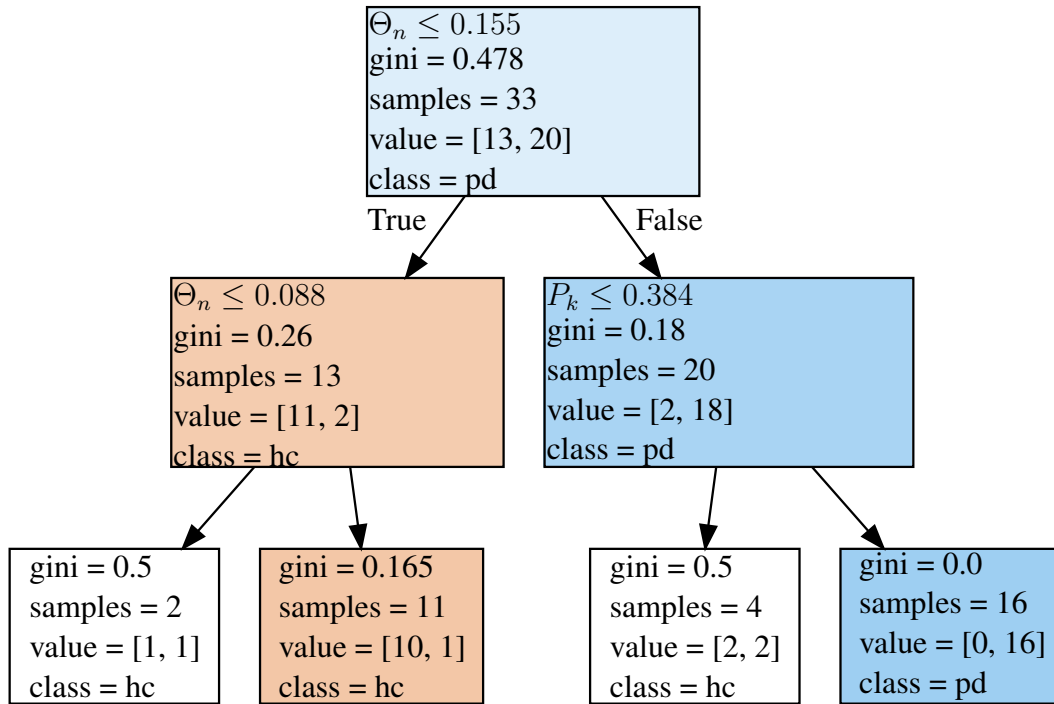 Θₙ ≤ 0.155
gini = 0.478
samples = 33
value = [13, 20]
class = pd
True
False
Θₙ ≤ 0.088
gini = 0.26
samples = 13
value = [11, 2]
class = hc
Pₖ ≤ 0.384
gini = 0.18
samples = 20
value = [2, 18]
class = pd
gini = 0.5
samples = 2
value = [1, 1]
class = hc
gini = 0.165
samples = 11
value = [10, 1]
class = hc
gini = 0.5
samples = 4
value = [2, 2]
class = hc
gini = 0.0
samples = 16
value = [0, 16]
class = pd